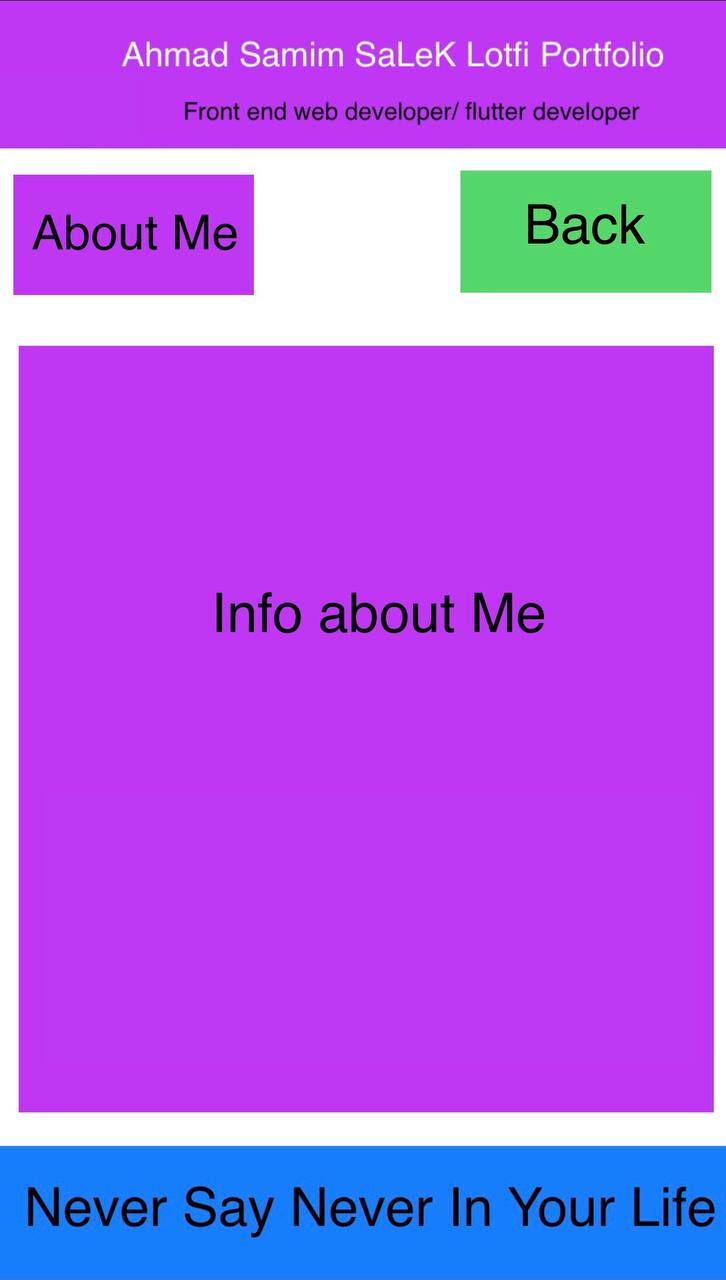 Ahmad Samim SaLeK Lotfi Portfolio
Front end web developer/ flutter developer
About Me
Back
Info about Me
Never Say Never In Your Life